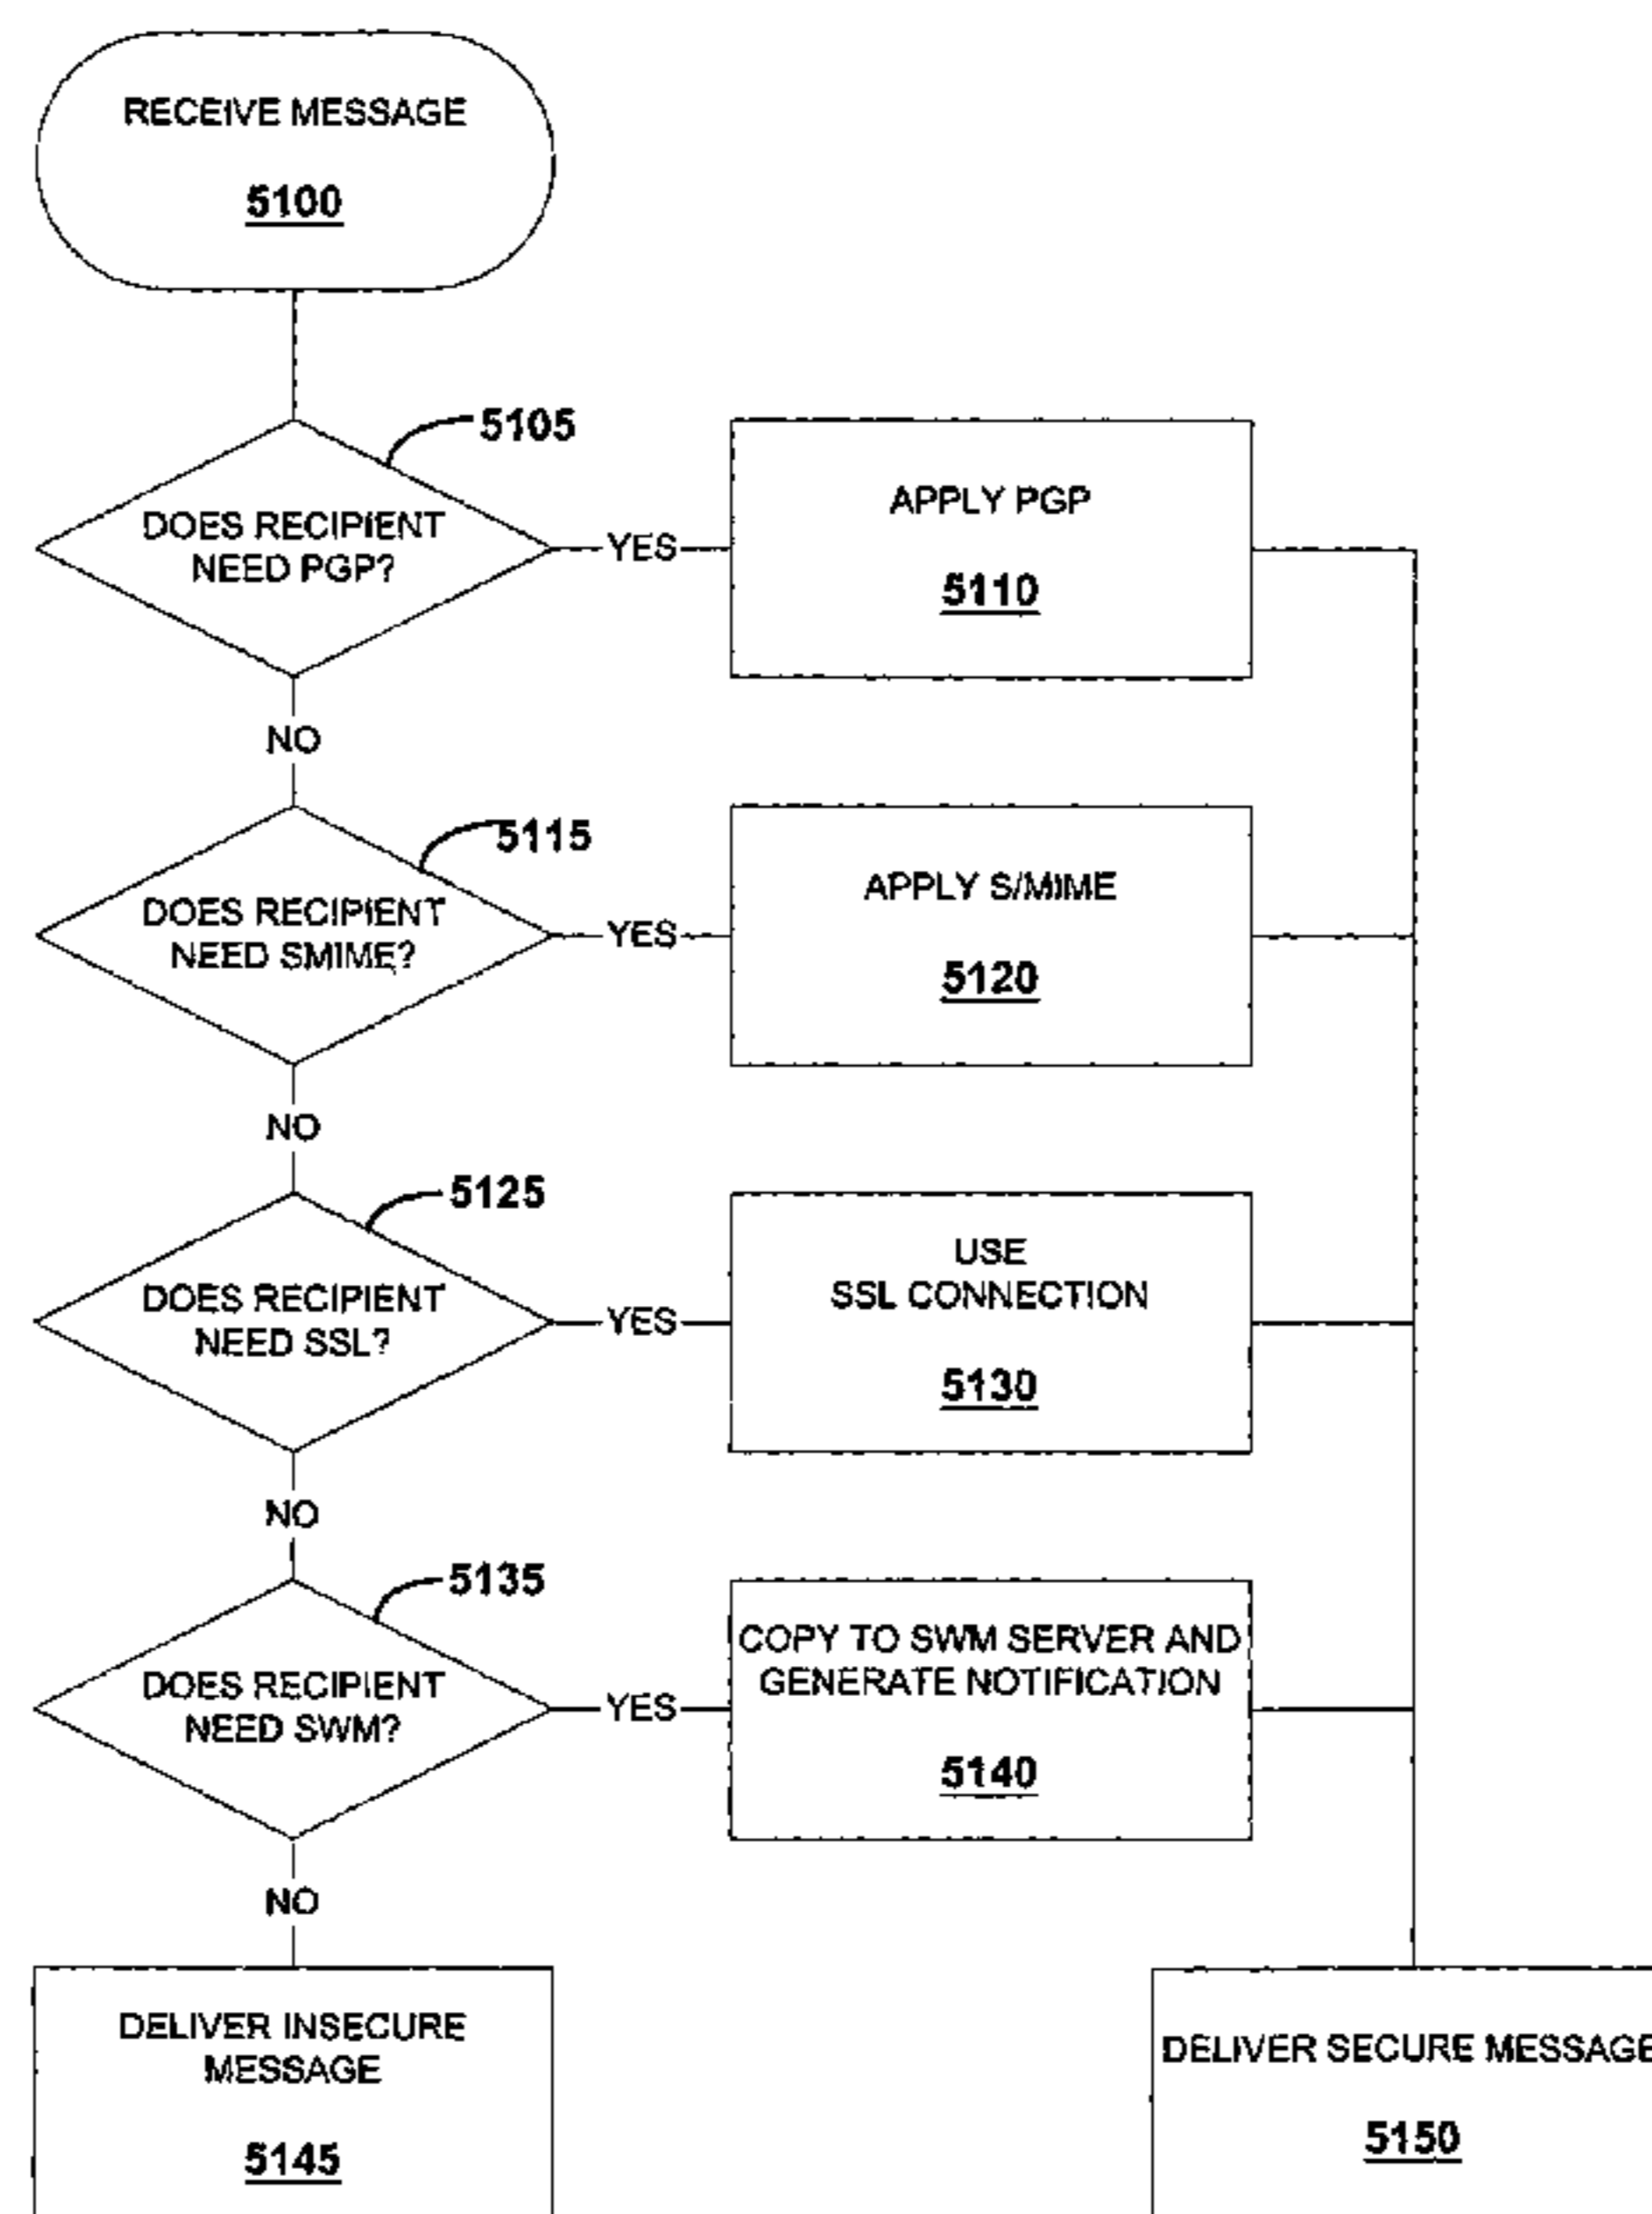 RECEIVE MESSAGE
5100
5105
DOES RECIPIENT
NEED PGP?
YES
APPLY PGP
5110
NO
5115
DOES RECIPIENT
NEED SMIME?
YES
APPLY S/MIME
5120
NO
5125
DOES RECIPIENT
NEED SSL?
YES
USE
SSL CONNECTION
5130
NO
5135
DOES RECIPIENT
NEED SWM?
YES
COPY TO SWM SERVER AND
GENERATE NOTIFICATION
5140
NO
DELIVER INSECURE
MESSAGE
5145
DELIVER SECURE MESSAGE
5150